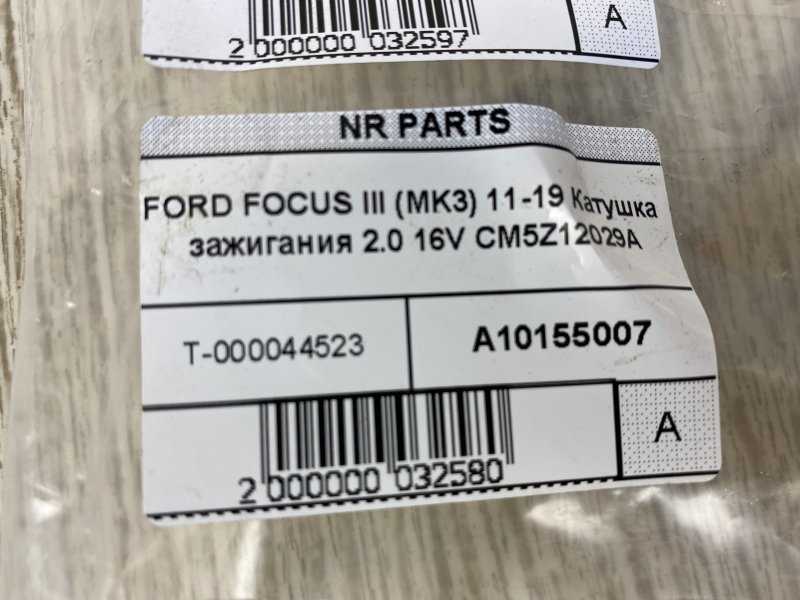 A
2 000000 032597
NR PARTS
FORD FOCUS III (MK3) 11-19 Катушка
зажигания 2.0 16V CM5Z12029A
T-000044523
A10155007
A
2 000000 032580